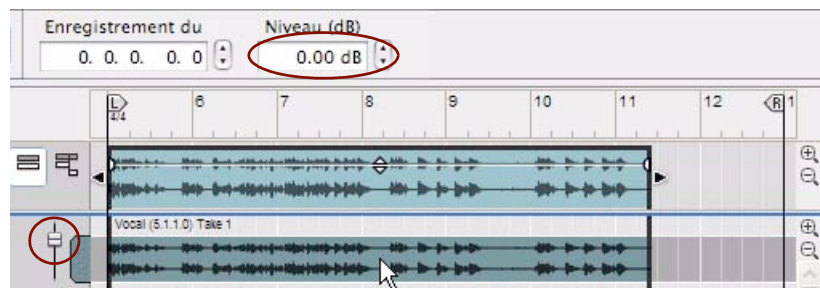 Enregistrement du Niveau (dB)
0. 0. 0. 0. 0 0.00 dB
L 6 7 8 9 10 11 12 R 1
4/4
Vocal (5.1.1.0) Take 1